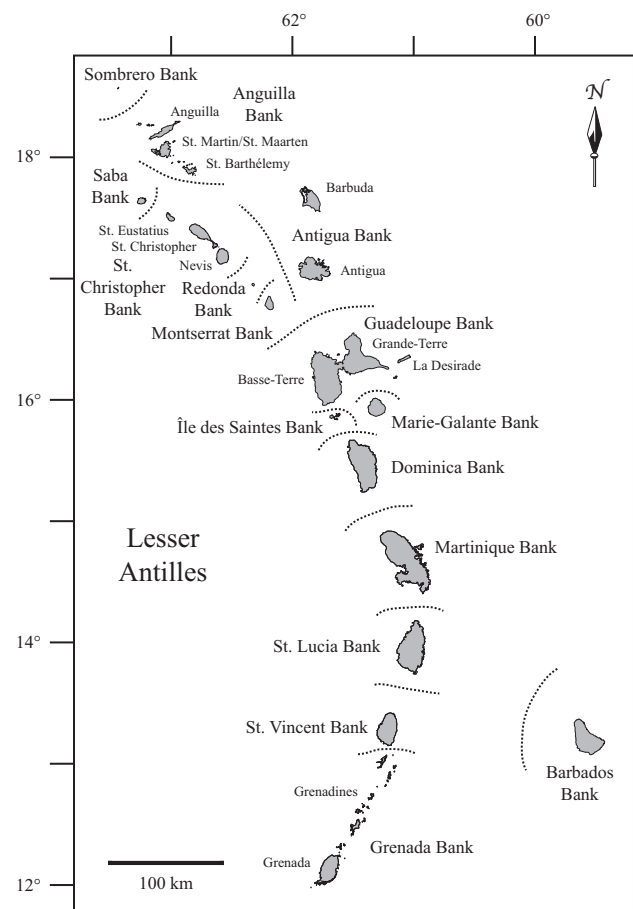 62°
60°
Sombrero Bank
Anguilla
Bank
Anguilla
St. Martin/St. Maarten
St. Barthélemy
N
18°
Saba
Bank
Barbuda
St. Eustatius
St. Christopher
Nevis
Antigua Bank
Antigua
St.
Christopher
Bank
Redonda
Bank
Montserrat Bank
Guadeloupe Bank
Grande-Terre
La Desirade
Basse-Terre
16°
Île des Saintes Bank
Marie-Galante Bank
Dominica Bank
Lesser
Antilles
Martinique Bank
14°
St. Lucia Bank
St. Vincent Bank
Barbados
Bank
Grenadines
Grenada Bank
Grenada
12°
100 km